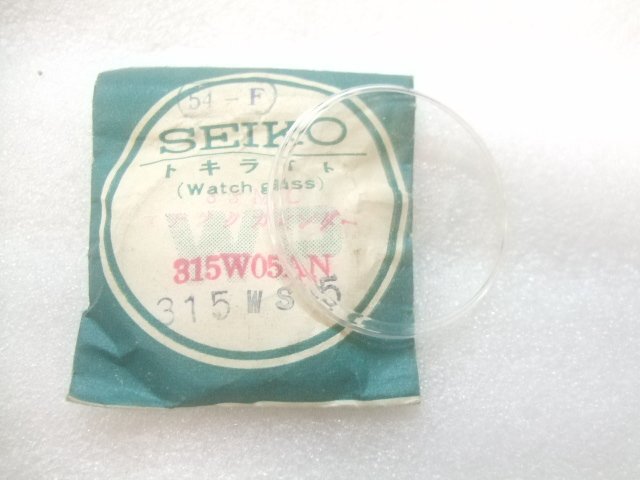 54-F
SEIKO
トキライト
(Watch glass)
315W05AN
315WS